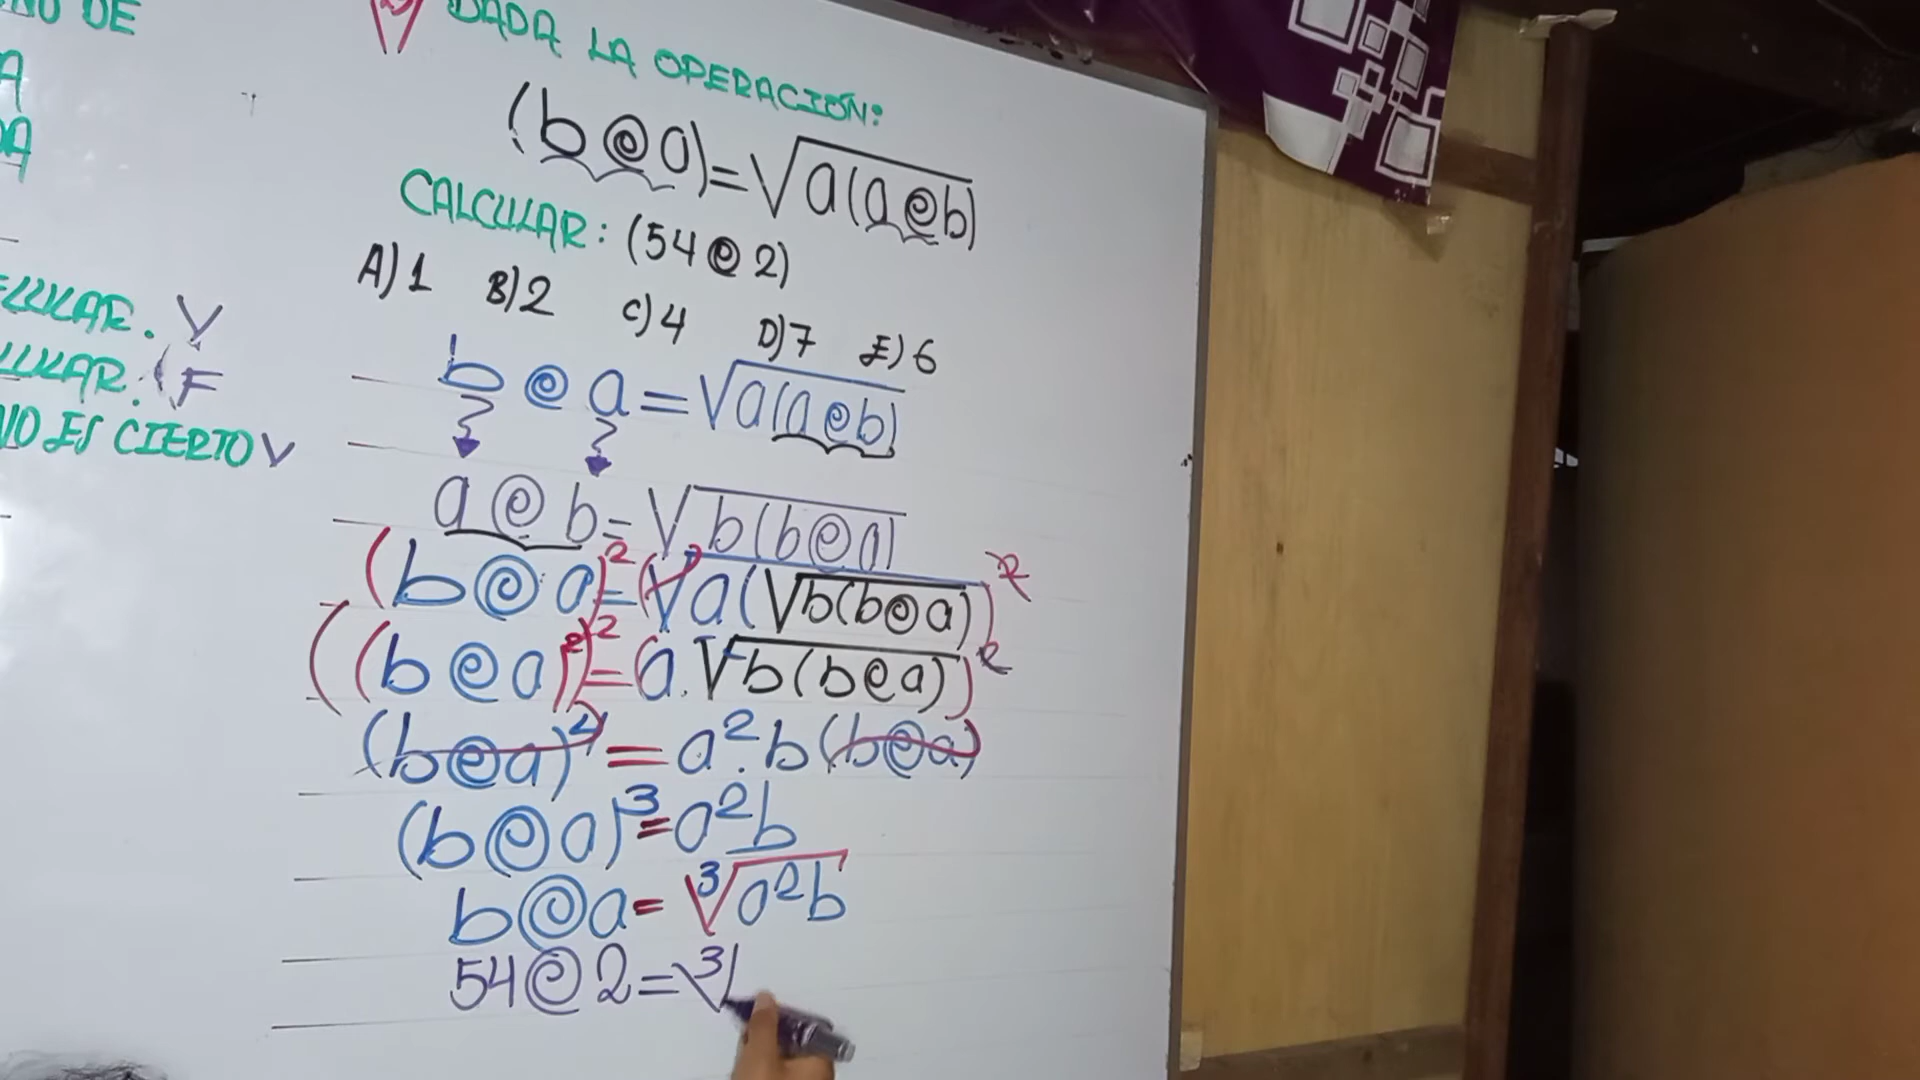 NO DE
A
DA
ELULAR. V
LULAR. (F
NO ES CIERTO V
DADA LA OPERACIÓN:
(b @ a) = √a(a@b)
CALCULAR: (54 @ 2)
A) 1 B) 2 C) 4 D) 7 E) 6
b @ a = √a(a@b)
a @ b = √b(b@a)
(b @ a)² = (√a(√b(b@a))²
((b @ a)²)² = (a.√b(b@a))²
(b@a)⁴ = a².b(b@a)
(b@a)³ = a²b
b@a = ³√a²b
54@2 = ³√